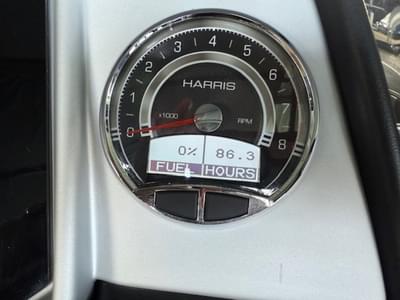 0 1 2 3 4 5 6 7 8
HARRIS
x1000 RPM
0% 86.3
FUEL HOURS